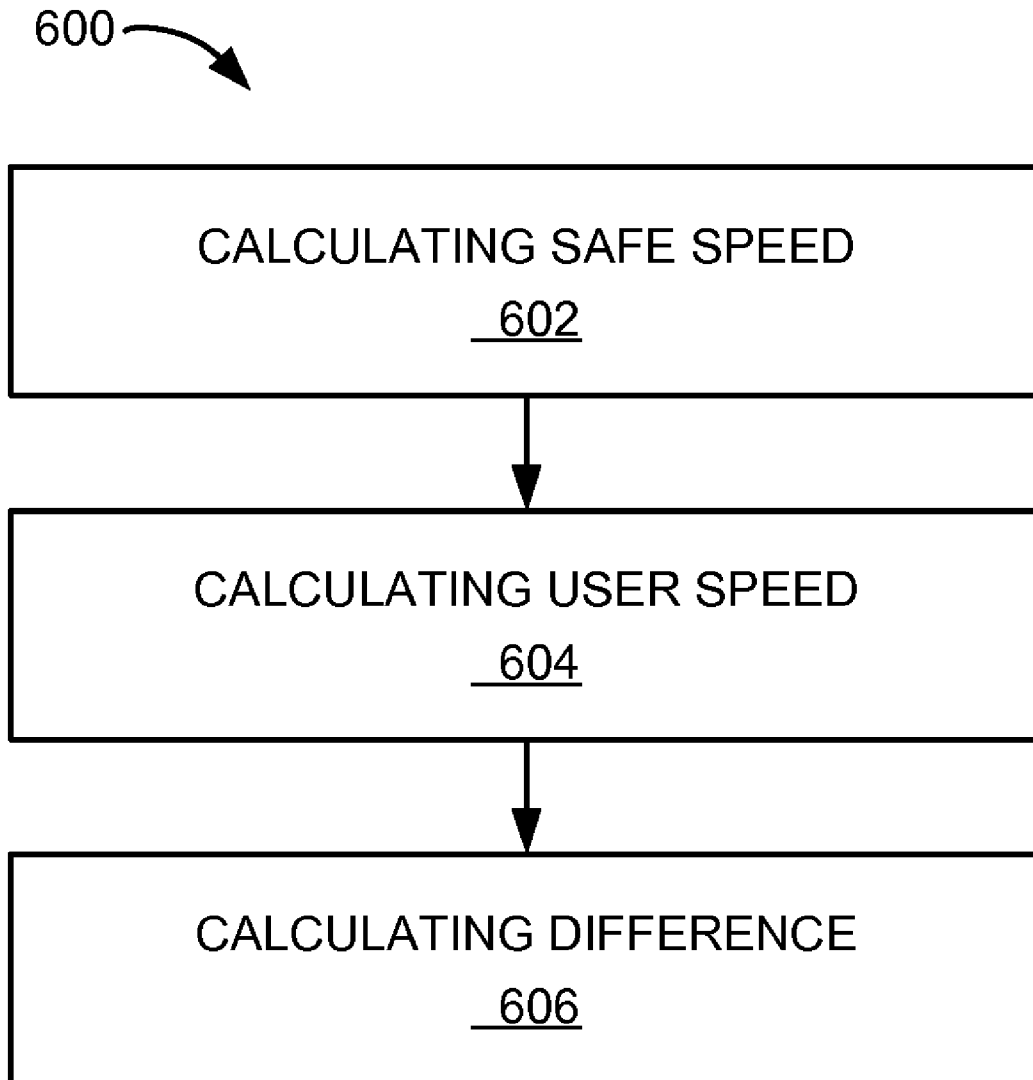 600
CALCULATING SAFE SPEED
602
CALCULATING USER SPEED
604
CALCULATING DIFFERENCE
606